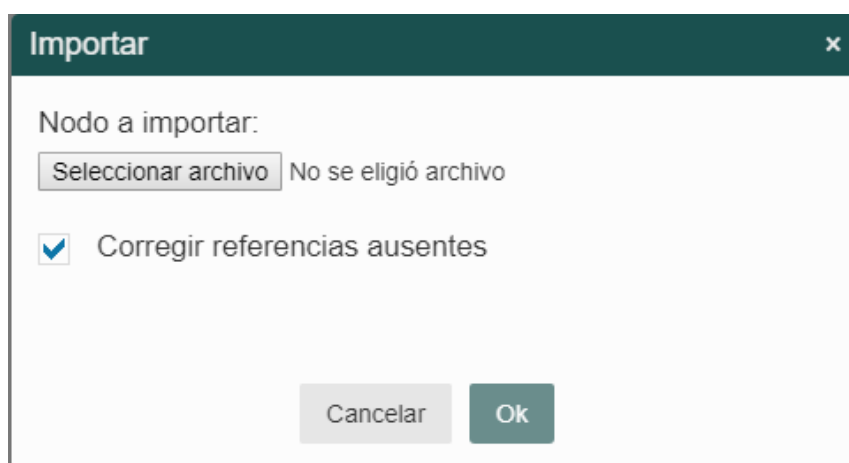 Importar ×
Nodo a importar:
Seleccionar archivo No se eligió archivo
Corregir referencias ausentes
Cancelar Ok